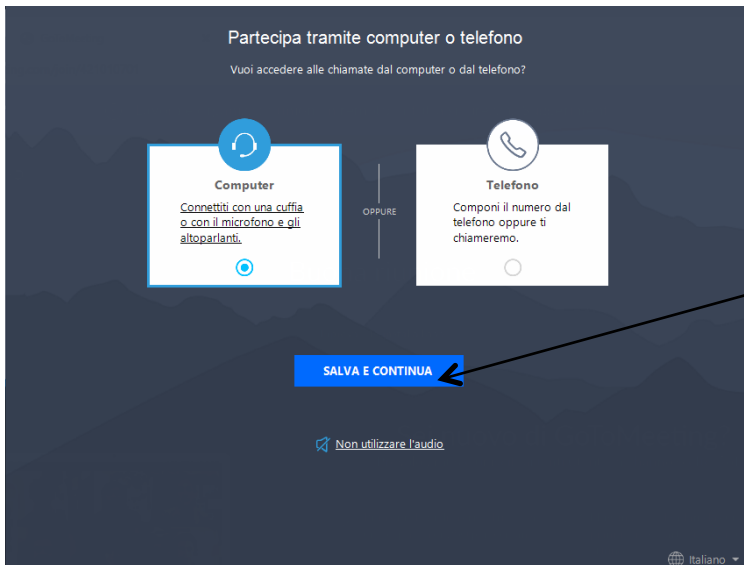 Partecipa tramite computer o telefono
Vuoi accedere alle chiamate dal computer o dal telefono?
Computer
Connettiti con una cuffia
o con il microfono e gli
altoparlanti.
OPPURE
Telefono
Componi il numero dal
telefono oppure ti
chiameremo.
SALVA E CONTINUA
Non utilizzare l'audio
Italiano